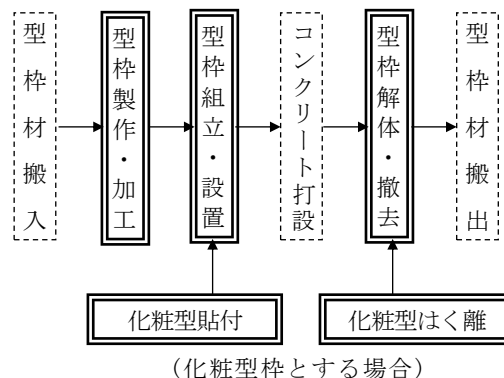 型枠材搬入
型枠製作・加工
型枠組立・設置
コンクリート打設
型枠解体・撤去
型枠材搬出
化粧型貼付
化粧型はく離
（化粧型枠とする場合）